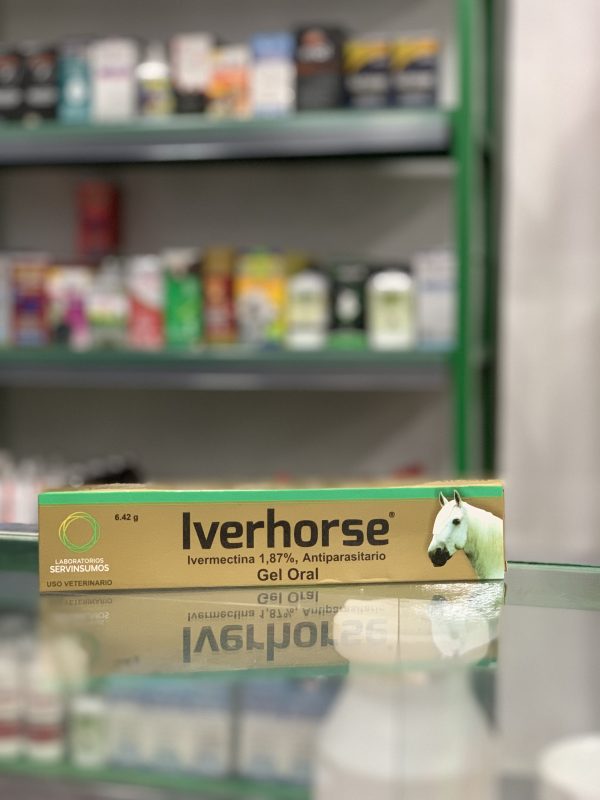 6.42 g
Iverhorse®
Ivermectina 1,87%, Antiparasitario
Gel Oral
LABORATORIOS
SERVINSUMOS
USO VETERINARIO